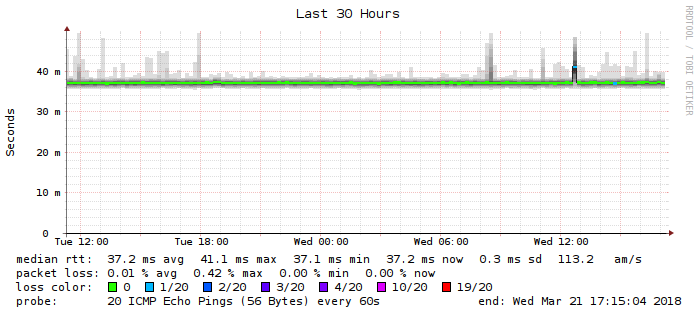 Last 30 Hours
RRDTOOL / TOBI OETIKER
Seconds
40 m
30 m
20 m
10 m
0
Tue 12:00 Tue 18:00 Wed 00:00 Wed 06:00 Wed 12:00
median rtt: 37.2 ms avg 41.1 ms max 37.1 ms min 37.2 ms now 0.3 ms sd 113.2 am/s
packet loss: 0.01 % avg 0.42 % max 0.00 % min 0.00 % now
loss color: 0 1/20 2/20 3/20 4/20 10/20 19/20
probe: 20 ICMP Echo Pings (56 Bytes) every 60s end: Wed Mar 21 17:15:04 2018